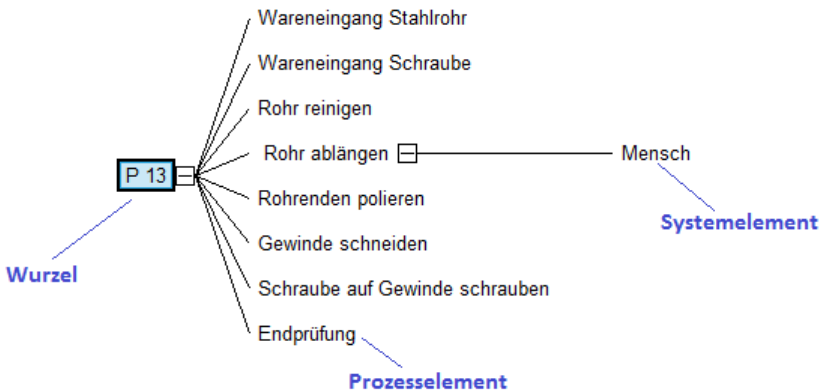 Wareneingang Stahlrohr
Wareneingang Schraube
Rohr reinigen
Rohr ablängen
Mensch
P 13
Rohrenden polieren
Systemelement
Gewinde schneiden
Wurzel
Schraube auf Gewinde schrauben
Endprüfung
Prozesselement